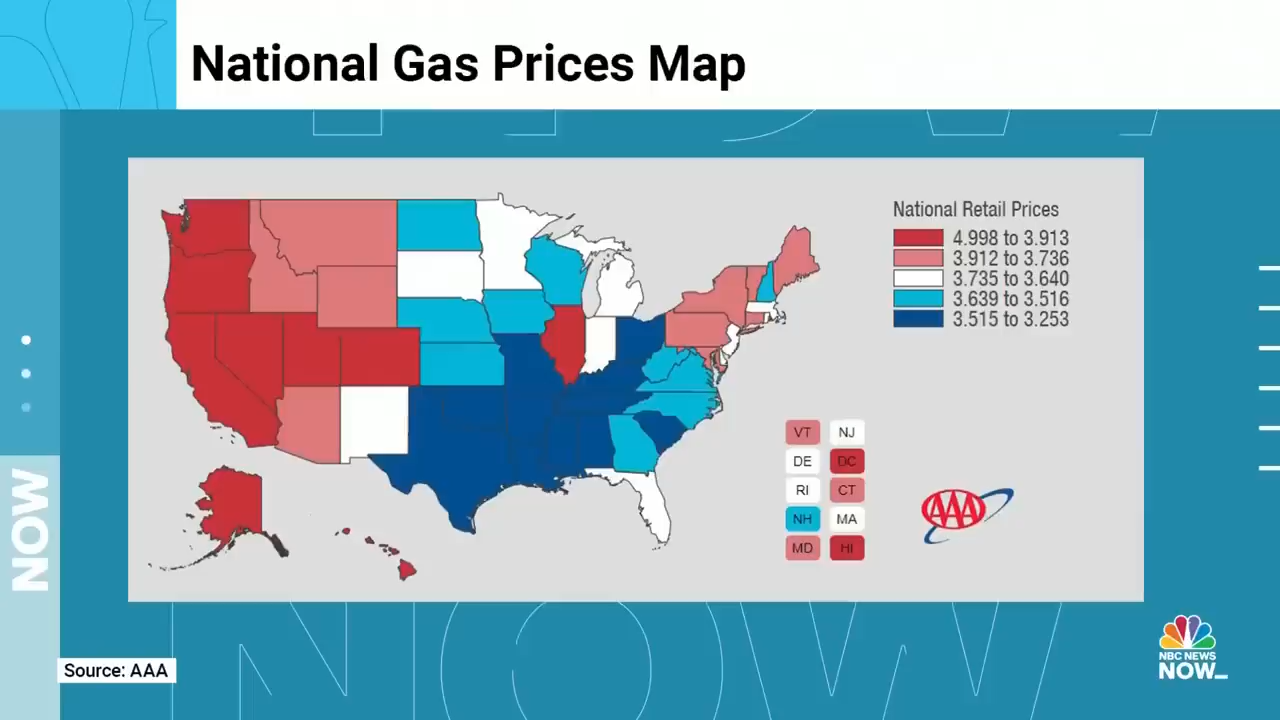 National Gas Prices Map
National Retail Prices
4.998 to 3.913
3.912 to 3.736
3.735 to 3.640
3.639 to 3.516
3.515 to 3.253
VT NJ
DE DC
RI CT
NH MA
MD HI
AAA
NOW
NOW
Source: AAA
NBC NEWS
NOW_